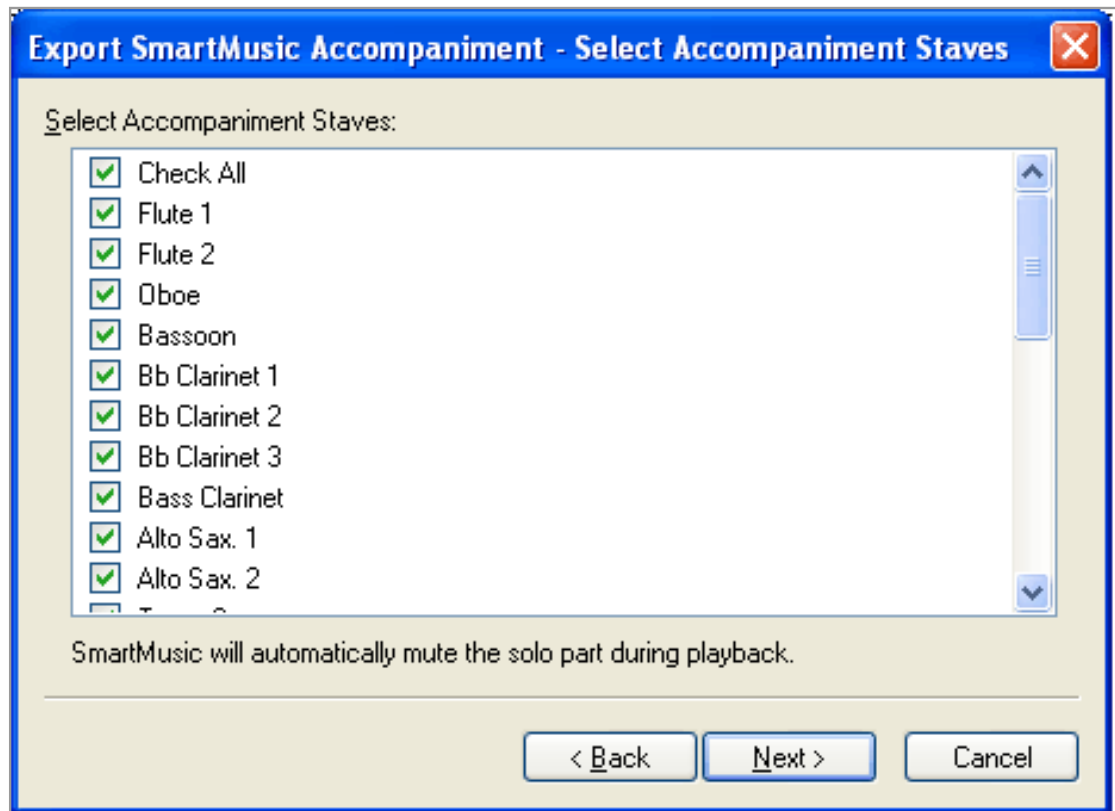 Export SmartMusic Accompaniment - Select Accompaniment Staves
Select Accompaniment Staves:
Check All
Flute 1
Flute 2
Oboe
Bassoon
Bb Clarinet 1
Bb Clarinet 2
Bb Clarinet 3
Bass Clarinet
Alto Sax. 1
Alto Sax. 2
SmartMusic will automatically mute the solo part during playback.
< Back Next > Cancel